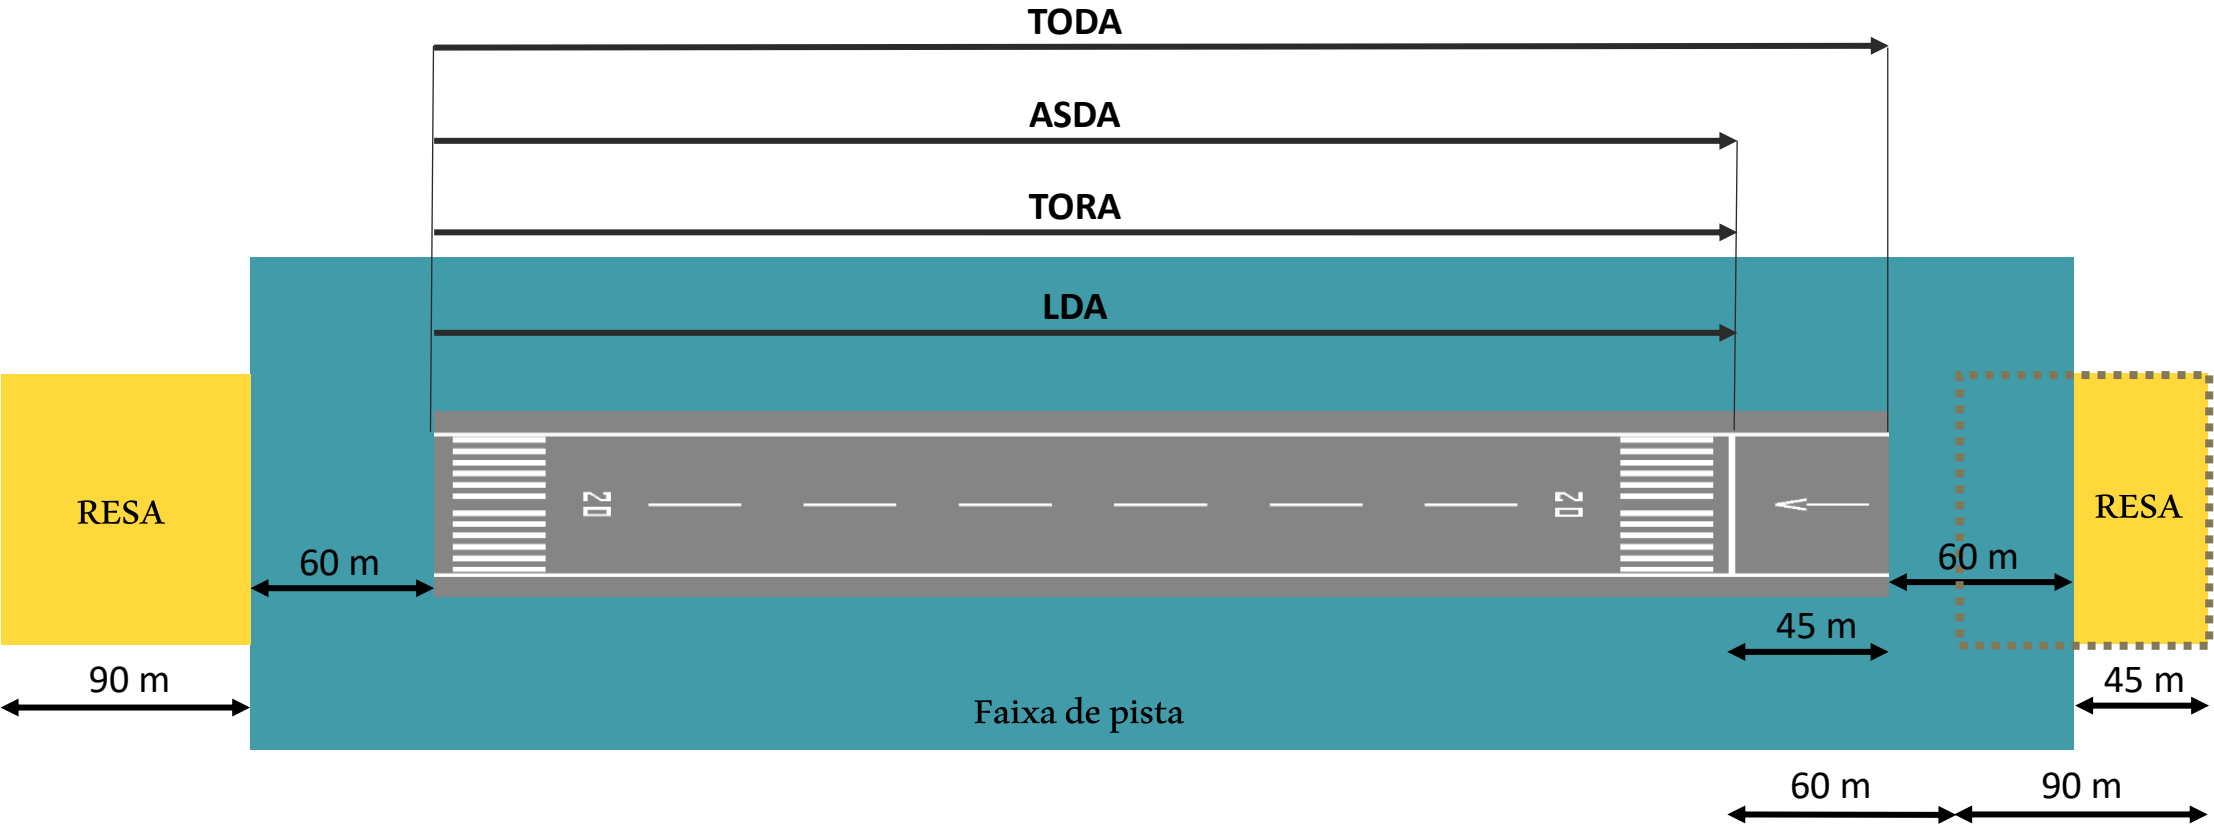 TODA
ASDA
TORA
LDA
20
20
RESA
RESA
60 m
60 m
45 m
90 m
45 m
Faixa de pista
60 m
90 m